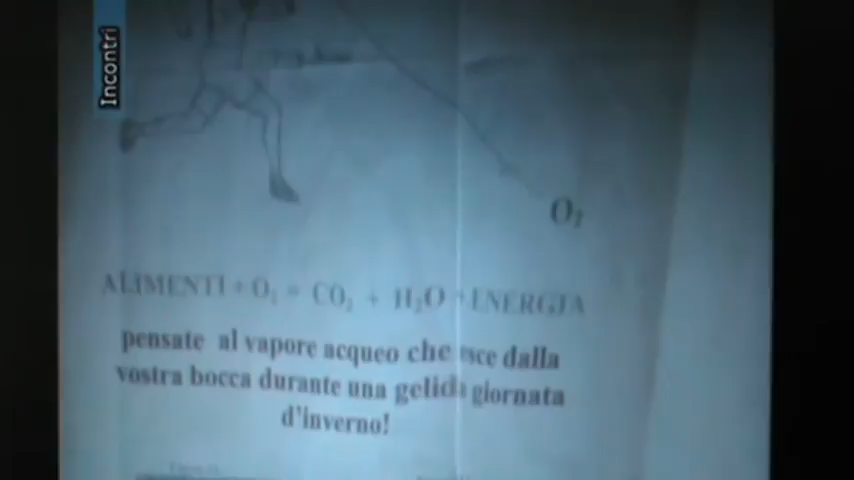 Incontri
O₂
ALIMENTI + O₂ = CO₂ + H₂O + ENERGIA
pensate al vapore acqueo che esce dalla
vostra bocca durante una gelida giornata
d'inverno!